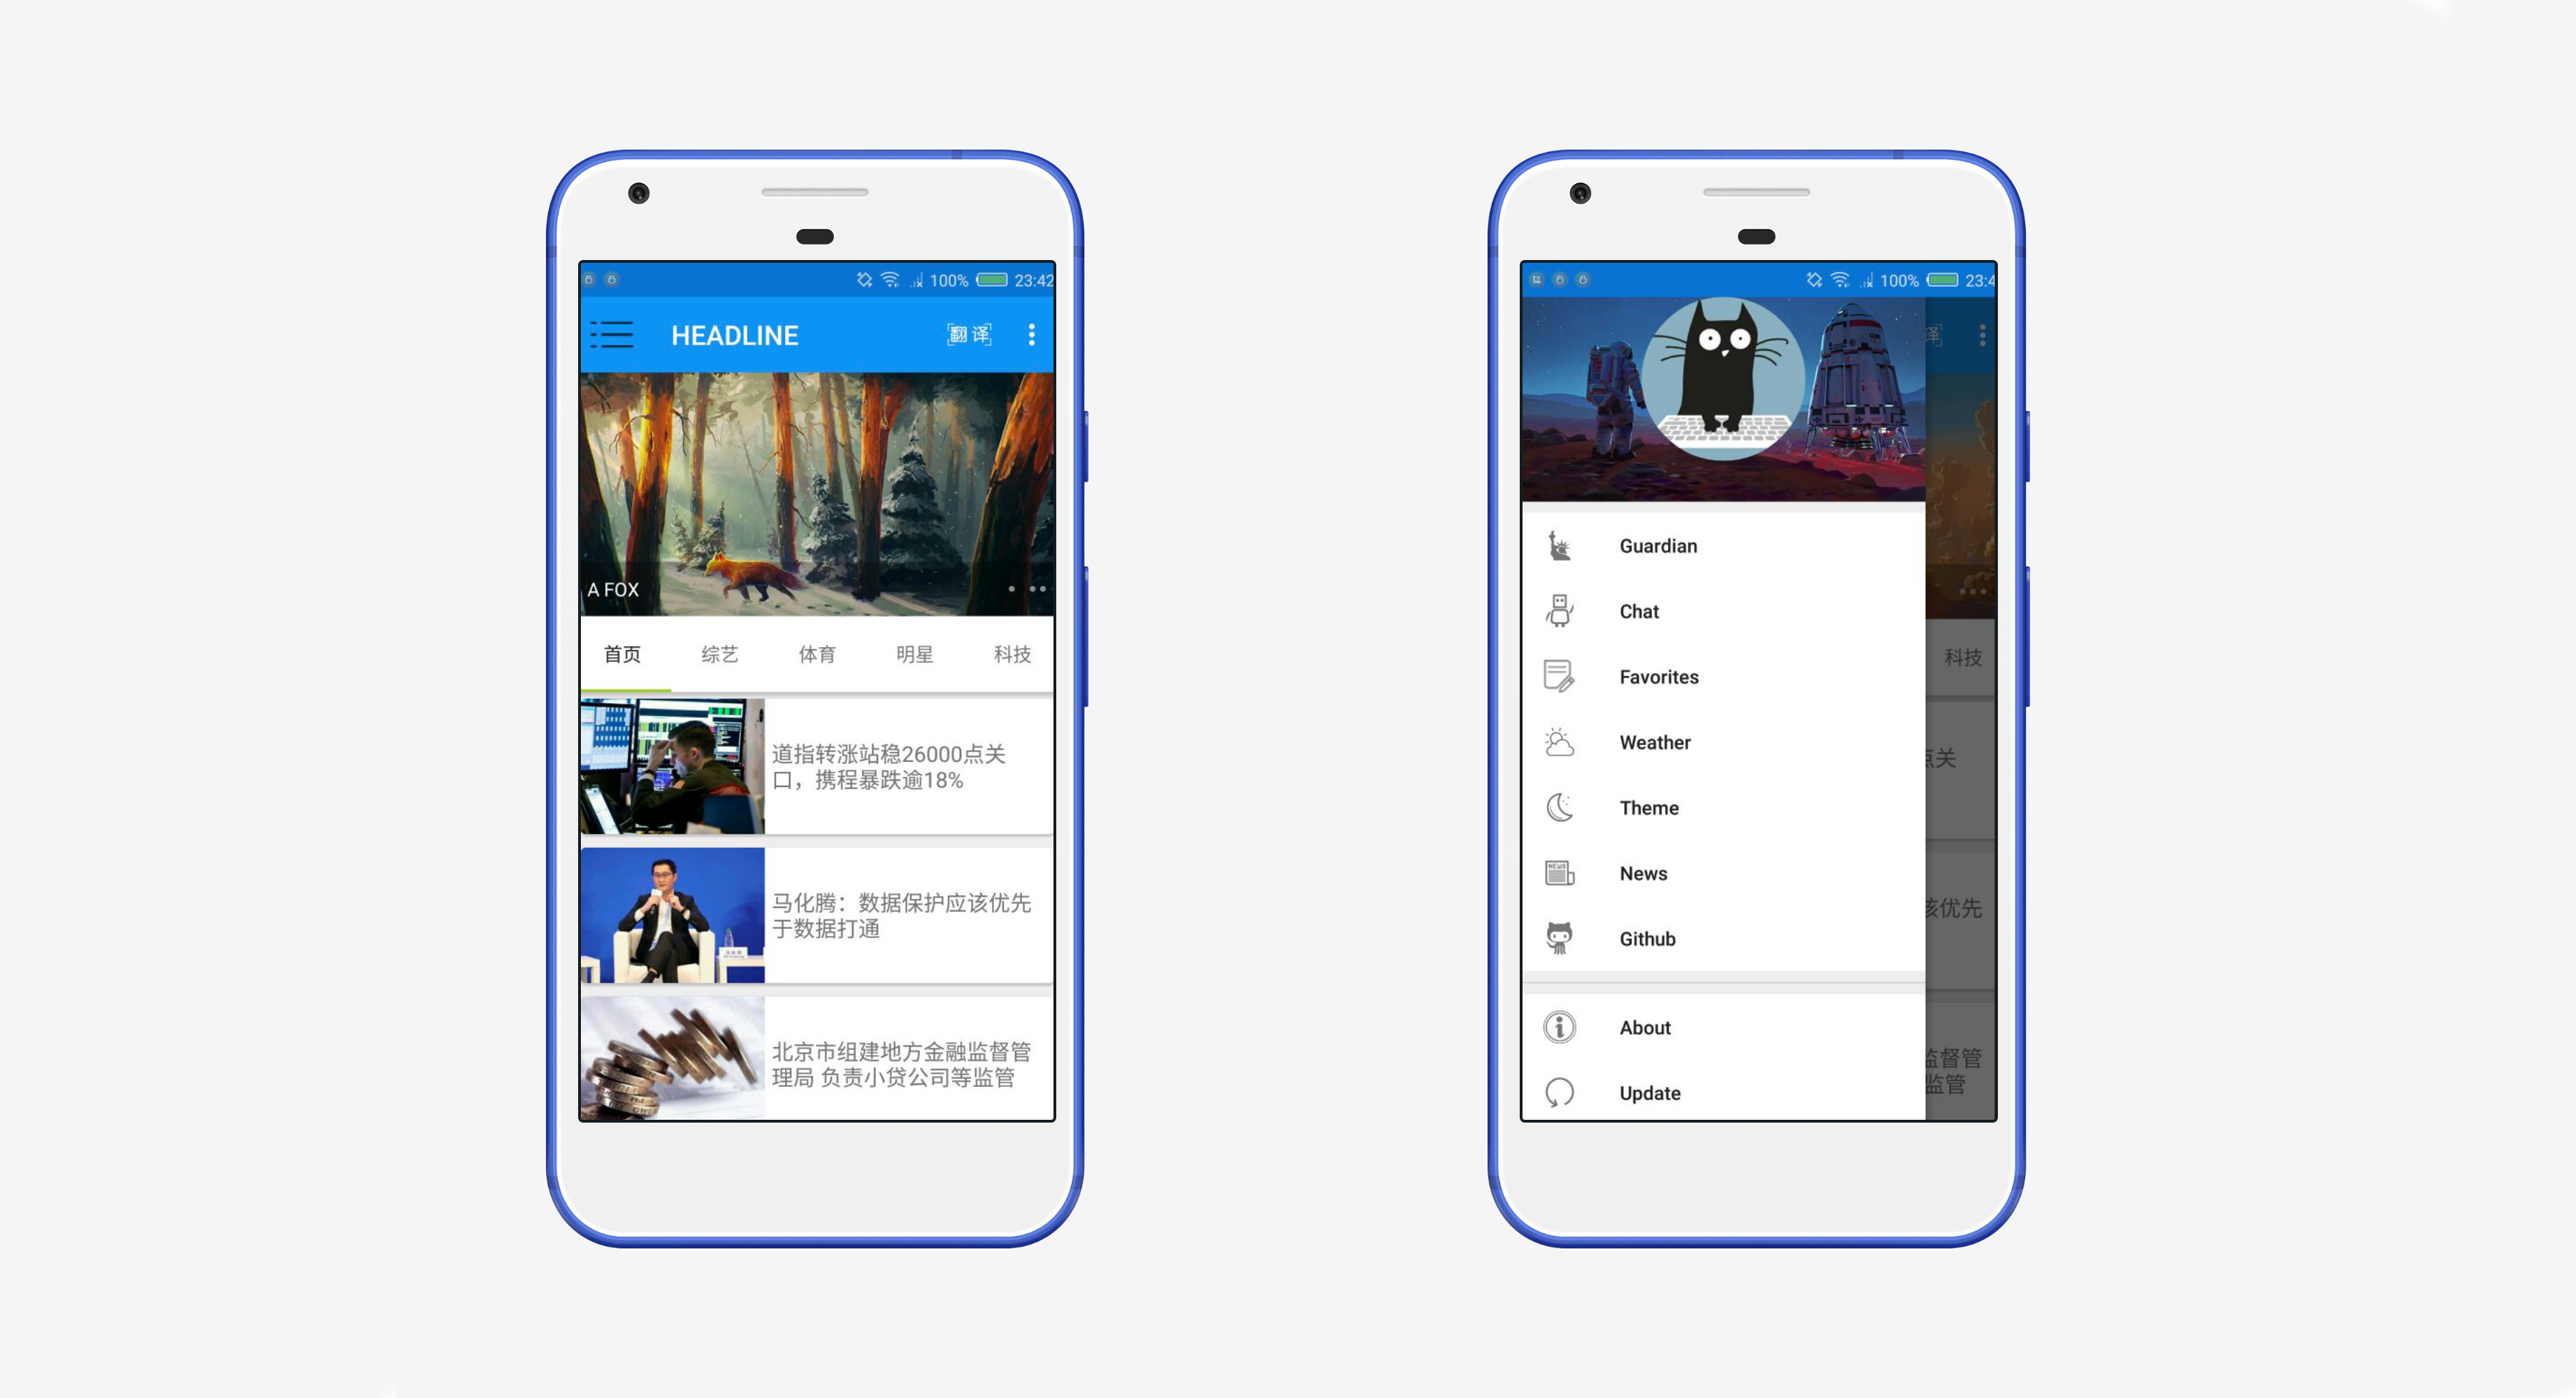 100% 23:42
HEADLINE
翻译
A FOX
首页 综艺 体育 明星 科技
道指转涨站稳26000点关
口，携程暴跌逾18%
马化腾：数据保护应该优先
于数据打通
北京市组建地方金融监督管
理局 负责小贷公司等监管
100% 23:4
译
Guardian
Chat
Favorites
科技
Weather
点关
Theme
NEWS
News
该优先
Github
About
监督管
监管
Update